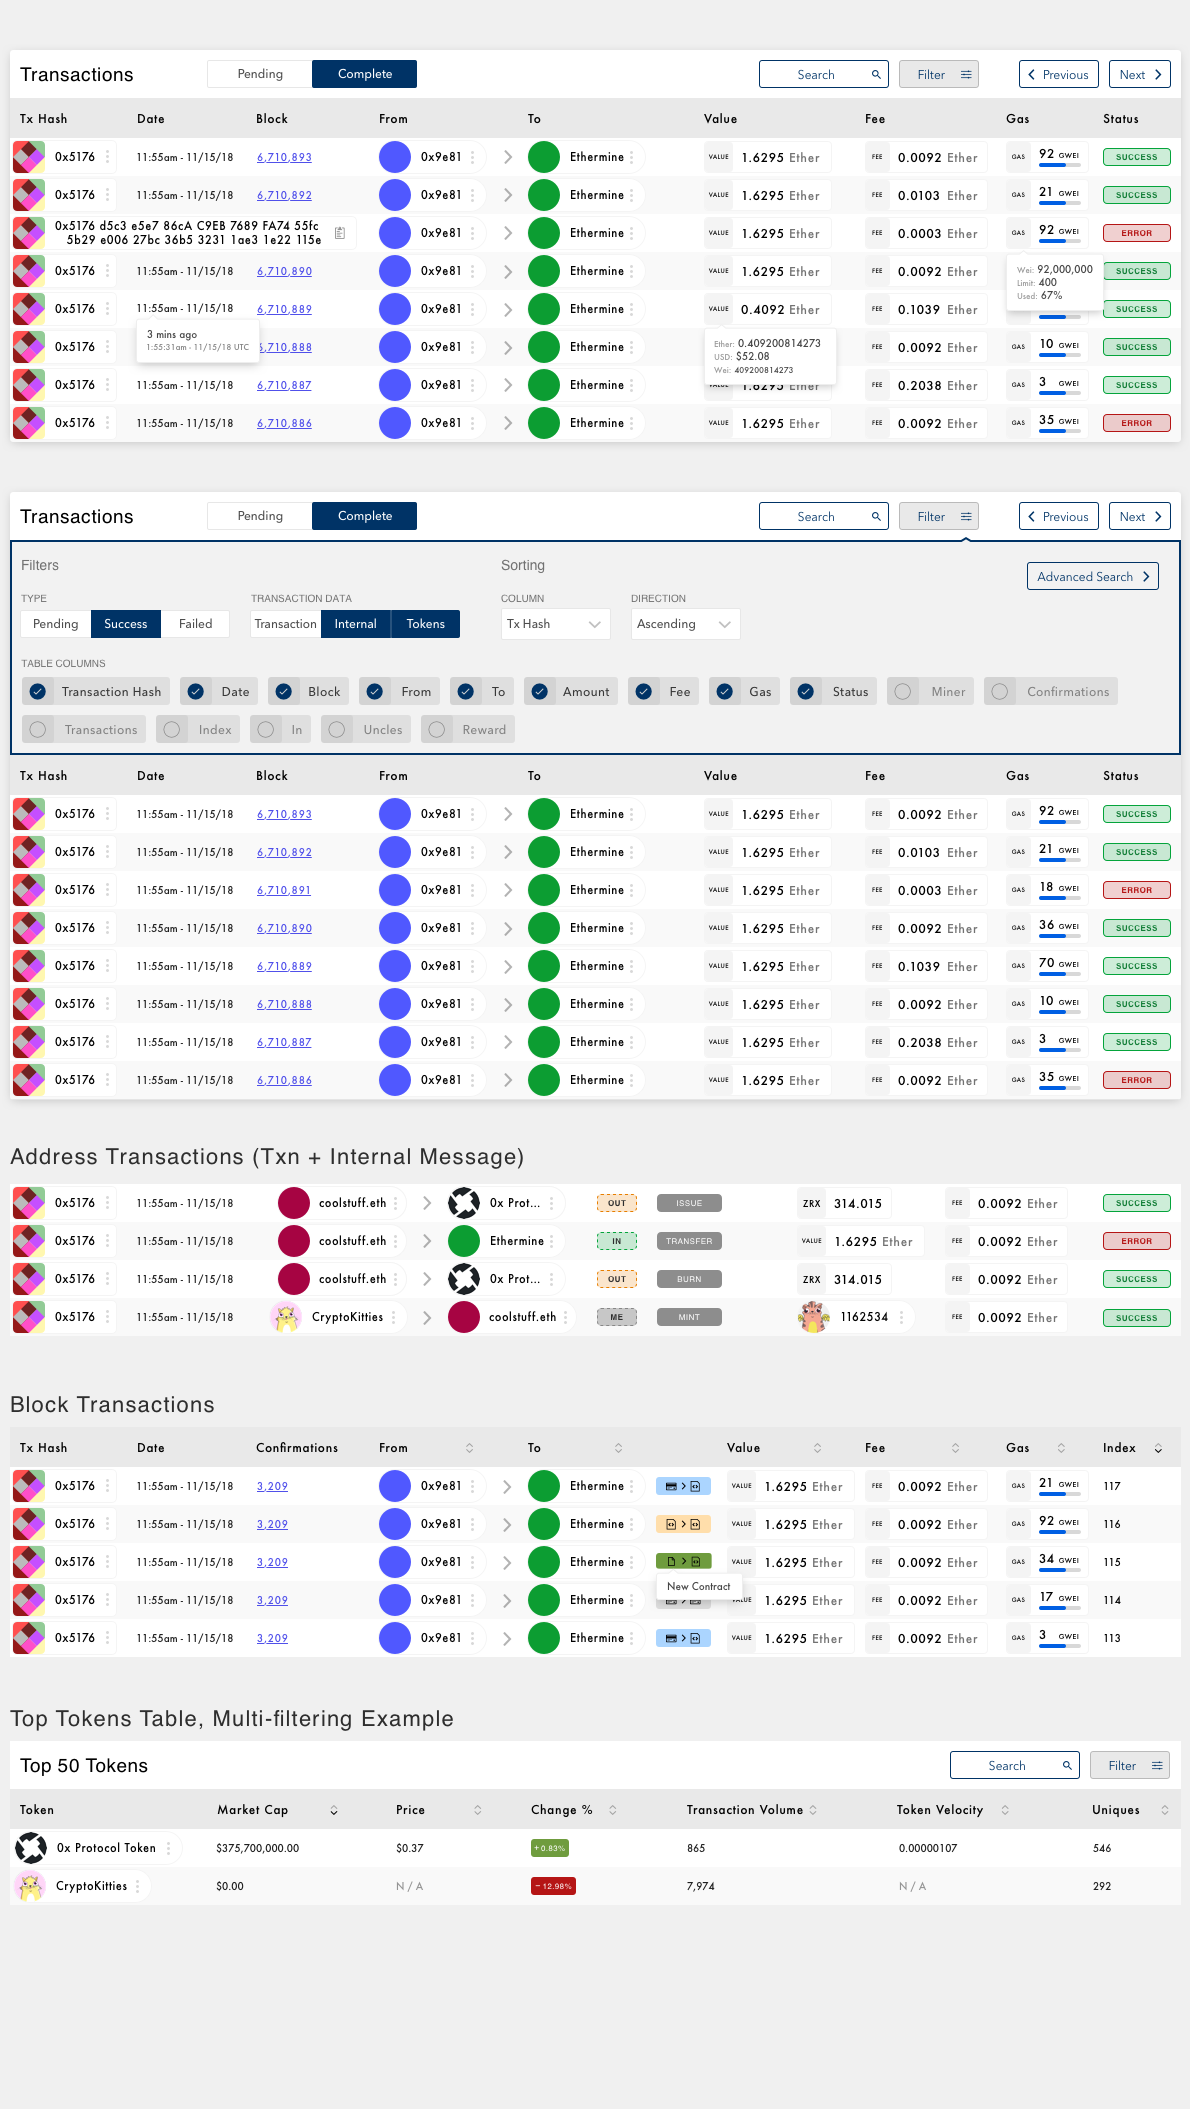 Transactions Pending Complete Search Filter Previous Next
Tx Hash Date Block From To Value Fee Gas Status
0x5176 11:55am - 11/15/18 6,710,893 0x9e81 Ethermine VALUE 1.6295 Ether FEE 0.0092 Ether GAS 92 GWEI SUCCESS
0x5176 11:55am - 11/15/18 6,710,892 0x9e81 Ethermine VALUE 1.6295 Ether FEE 0.0103 Ether GAS 21 GWEI SUCCESS
0x5176 d5c3 e5e7 86cA C9EB 7689 FA74 55fc
5b29 e006 27bc 36b5 3231 1ae3 1e22 115e
0x9e81 Ethermine VALUE 1.6295 Ether FEE 0.0003 Ether GAS 92 GWEI ERROR
0x5176 11:55am - 11/15/18 6,710,890 0x9e81 Ethermine VALUE 1.6295 Ether FEE 0.0092 Ether SUCCESS
Wei: 92,000,000
Limit: 400
Used: 67%
0x5176 11:55am - 11/15/18 6,710,889 0x9e81 Ethermine VALUE 0.4092 Ether FEE 0.1039 Ether SUCCESS
3 mins ago
1:55:31am - 11/15/18 UTC
0x5176 6,710,888 0x9e81 Ethermine FEE 0.0092 Ether GAS 10 GWEI SUCCESS
Ether: 0.409200814273
USD: $52.08
Wei: 409200814273
0x5176 11:55am - 11/15/18 6,710,887 0x9e81 Ethermine VALUE 1.6295 Ether FEE 0.2038 Ether GAS 3 GWEI SUCCESS
0x5176 11:55am - 11/15/18 6,710,886 0x9e81 Ethermine VALUE 1.6295 Ether FEE 0.0092 Ether GAS 35 GWEI ERROR
Transactions Pending Complete Search Filter Previous Next
Filters Sorting Advanced Search
TYPE TRANSACTION DATA COLUMN DIRECTION
Pending Success Failed Transaction Internal Tokens Tx Hash Ascending
TABLE COLUMNS
Transaction Hash Date Block From To Amount Fee Gas Status Miner Confirmations
Transactions Index In Uncles Reward
Tx Hash Date Block From To Value Fee Gas Status
0x5176 11:55am - 11/15/18 6,710,893 0x9e81 Ethermine VALUE 1.6295 Ether FEE 0.0092 Ether GAS 92 GWEI SUCCESS
0x5176 11:55am - 11/15/18 6,710,892 0x9e81 Ethermine VALUE 1.6295 Ether FEE 0.0103 Ether GAS 21 GWEI SUCCESS
0x5176 11:55am - 11/15/18 6,710,891 0x9e81 Ethermine VALUE 1.6295 Ether FEE 0.0003 Ether GAS 18 GWEI ERROR
0x5176 11:55am - 11/15/18 6,710,890 0x9e81 Ethermine VALUE 1.6295 Ether FEE 0.0092 Ether GAS 36 GWEI SUCCESS
0x5176 11:55am - 11/15/18 6,710,889 0x9e81 Ethermine VALUE 1.6295 Ether FEE 0.1039 Ether GAS 70 GWEI SUCCESS
0x5176 11:55am - 11/15/18 6,710,888 0x9e81 Ethermine VALUE 1.6295 Ether FEE 0.0092 Ether GAS 10 GWEI SUCCESS
0x5176 11:55am - 11/15/18 6,710,887 0x9e81 Ethermine VALUE 1.6295 Ether FEE 0.2038 Ether GAS 3 GWEI SUCCESS
0x5176 11:55am - 11/15/18 6,710,886 0x9e81 Ethermine VALUE 1.6295 Ether FEE 0.0092 Ether GAS 35 GWEI ERROR
Address Transactions (Txn + Internal Message)
0x5176 11:55am - 11/15/18 coolstuff.eth 0x Prot... OUT ISSUE ZRX 314.015 FEE 0.0092 Ether SUCCESS
0x5176 11:55am - 11/15/18 coolstuff.eth Ethermine IN TRANSFER VALUE 1.6295 Ether FEE 0.0092 Ether ERROR
0x5176 11:55am - 11/15/18 coolstuff.eth 0x Prot... OUT BURN ZRX 314.015 FEE 0.0092 Ether SUCCESS
0x5176 11:55am - 11/15/18 CryptoKitties coolstuff.eth ME MINT 1162534 FEE 0.0092 Ether SUCCESS
Block Transactions
Tx Hash Date Confirmations From To Value Fee Gas Index
0x5176 11:55am - 11/15/18 3,209 0x9e81 Ethermine VALUE 1.6295 Ether FEE 0.0092 Ether GAS 21 GWEI 117
0x5176 11:55am - 11/15/18 3,209 0x9e81 Ethermine VALUE 1.6295 Ether FEE 0.0092 Ether GAS 92 GWEI 116
0x5176 11:55am - 11/15/18 3,209 0x9e81 Ethermine VALUE 1.6295 Ether FEE 0.0092 Ether GAS 34 GWEI 115
New Contract
0x5176 11:55am - 11/15/18 3,209 0x9e81 Ethermine VALUE 1.6295 Ether FEE 0.0092 Ether GAS 17 GWEI 114
0x5176 11:55am - 11/15/18 3,209 0x9e81 Ethermine VALUE 1.6295 Ether FEE 0.0092 Ether GAS 3 GWEI 113
Top Tokens Table, Multi-filtering Example
Top 50 Tokens Search Filter
Token Market Cap Price Change % Transaction Volume Token Velocity Uniques
0x Protocol Token $375,700,000.00 $0.37 +0.83% 865 0.00000107 546
CryptoKitties $0.00 N / A −12.98% 7,974 N / A 292